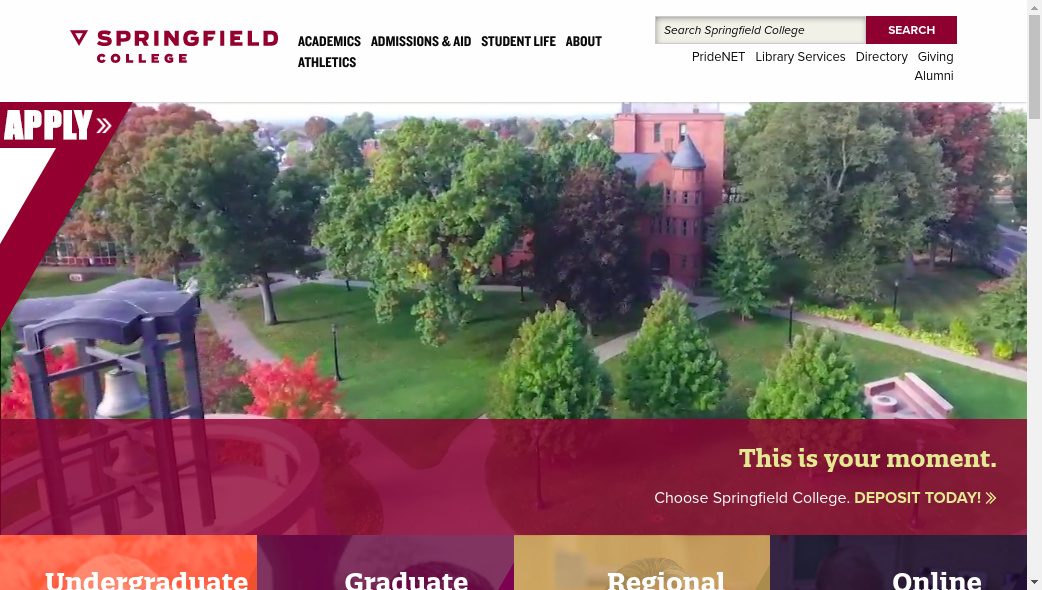 SPRINGFIELD
COLLEGE
ACADEMICS ADMISSIONS & AID STUDENT LIFE ABOUT
ATHLETICS
Search Springfield College SEARCH
PrideNET Library Services Directory Giving
Alumni
APPLY
This is your moment.
Choose Springfield College. DEPOSIT TODAY!
Undergraduate Graduate Regional Online